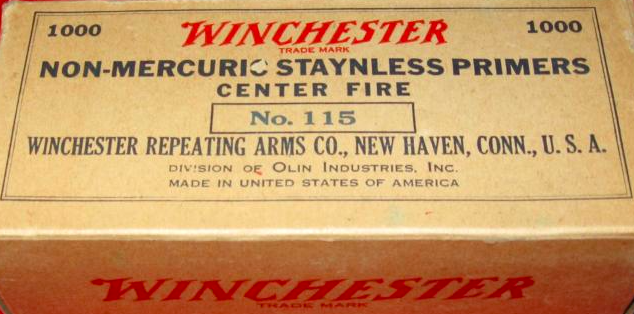 1000 WINCHESTER 1000
TRADE MARK
NON-MERCURIC STAYNLESS PRIMERS
CENTER FIRE
No. 115
WINCHESTER REPEATING ARMS CO., NEW HAVEN, CONN., U. S. A.
DIVISION OF OLIN INDUSTRIES, INC.
MADE IN UNITED STATES OF AMERICA
WINCHESTER
TRADE MARK